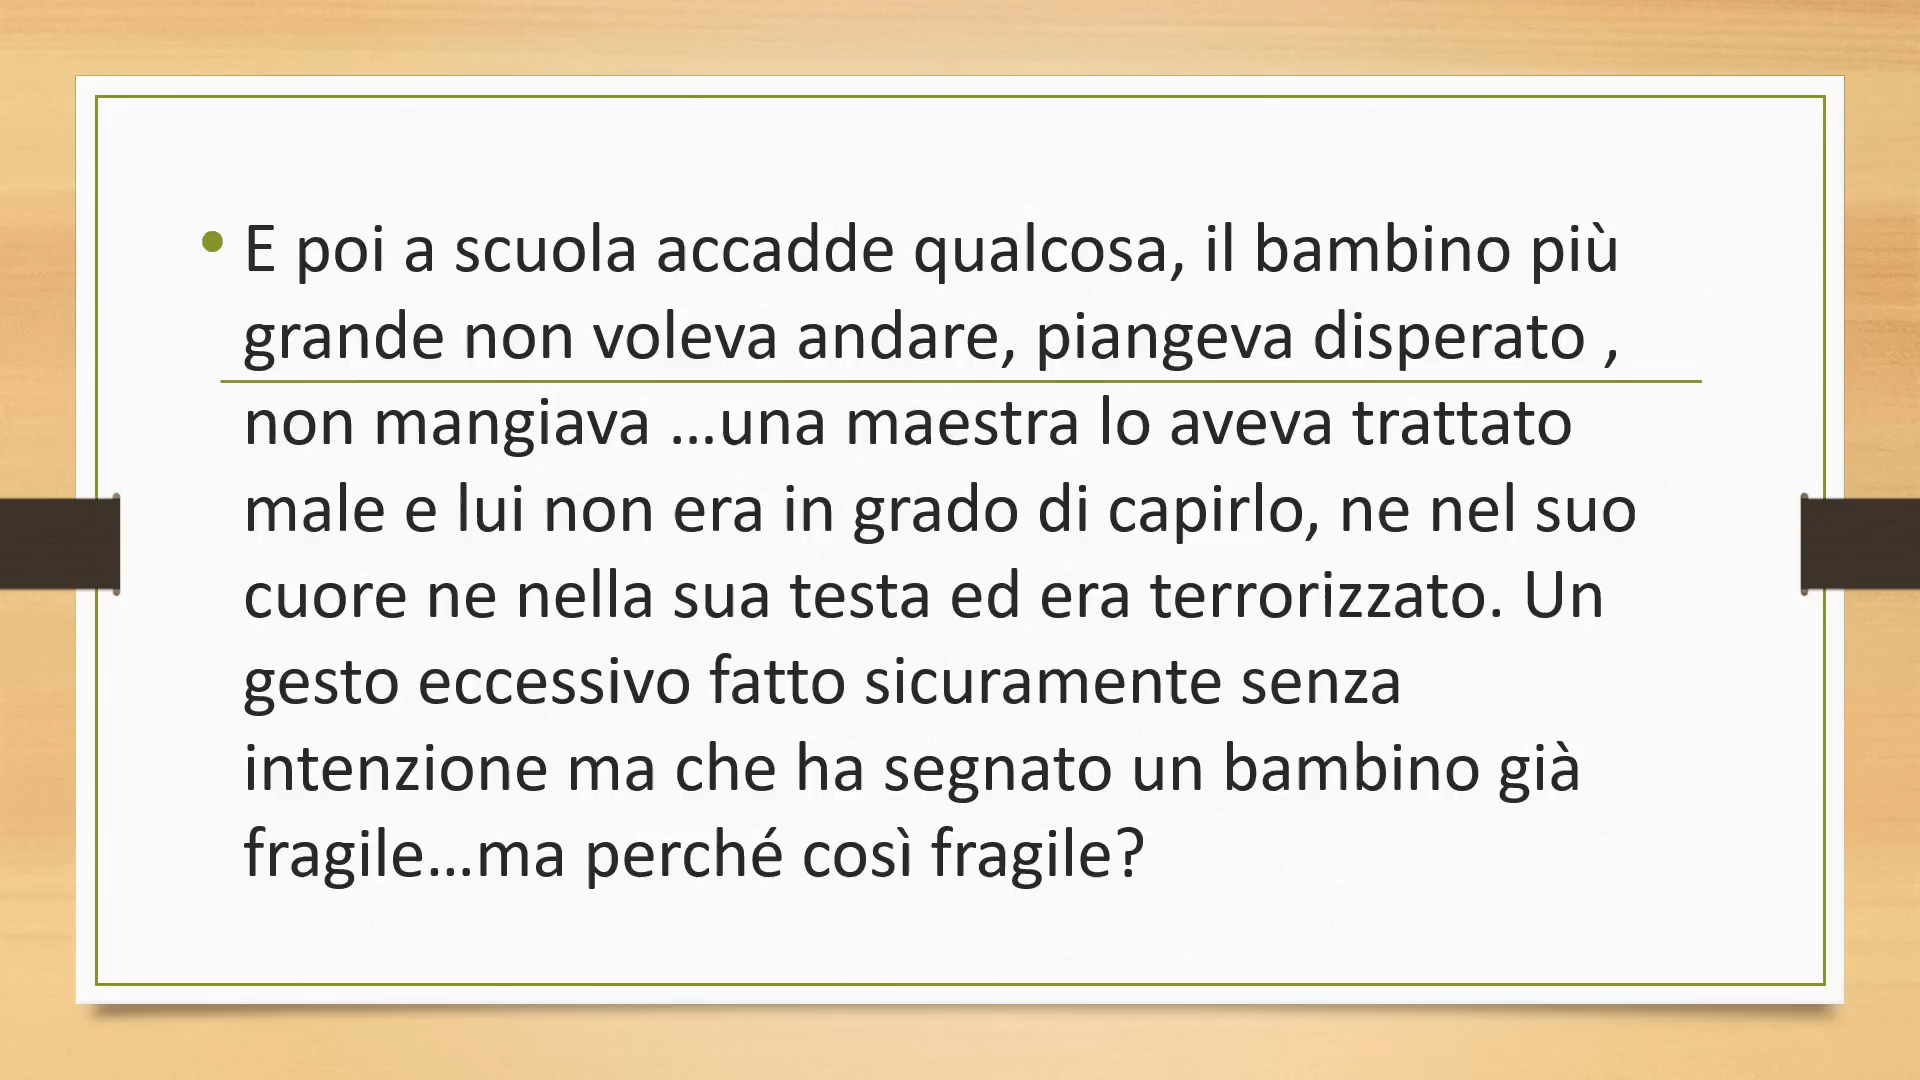 • E poi a scuola accadde qualcosa, il bambino più
grande non voleva andare, piangeva disperato ,
non mangiava …una maestra lo aveva trattato
male e lui non era in grado di capirlo, ne nel suo
cuore ne nella sua testa ed era terrorizzato. Un
gesto eccessivo fatto sicuramente senza
intenzione ma che ha segnato un bambino già
fragile…ma perché così fragile?